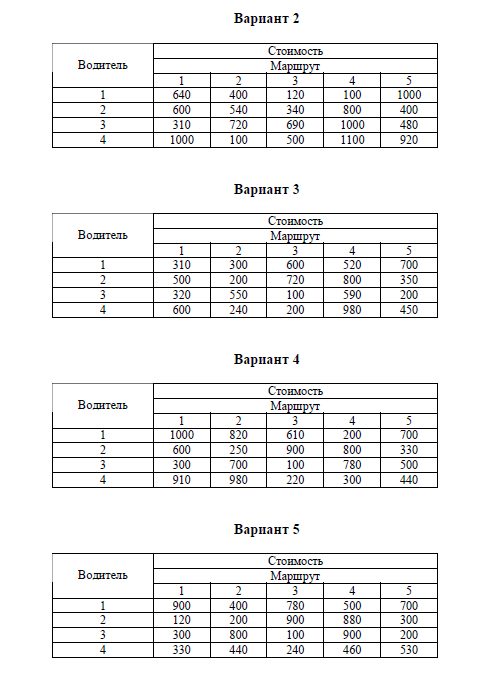 Вариант 2
Стоимость
Водитель
Маршрут
1 2 3 4 5
1 640 400 120 100 1000
2 600 540 340 800 400
3 310 720 690 1000 480
4 1000 100 500 1100 920
Вариант 3
Стоимость
Водитель
Маршрут
1 2 3 4 5
1 310 300 600 520 700
2 500 200 720 800 350
3 320 550 100 590 200
4 600 240 200 980 450
Вариант 4
Стоимость
Водитель
Маршрут
1 2 3 4 5
1 1000 820 610 200 700
2 600 250 900 800 330
3 300 700 100 780 500
4 910 980 220 300 440
Вариант 5
Стоимость
Водитель
Маршрут
1 2 3 4 5
1 900 400 780 500 700
2 120 200 900 880 300
3 300 800 100 900 200
4 330 440 240 460 530